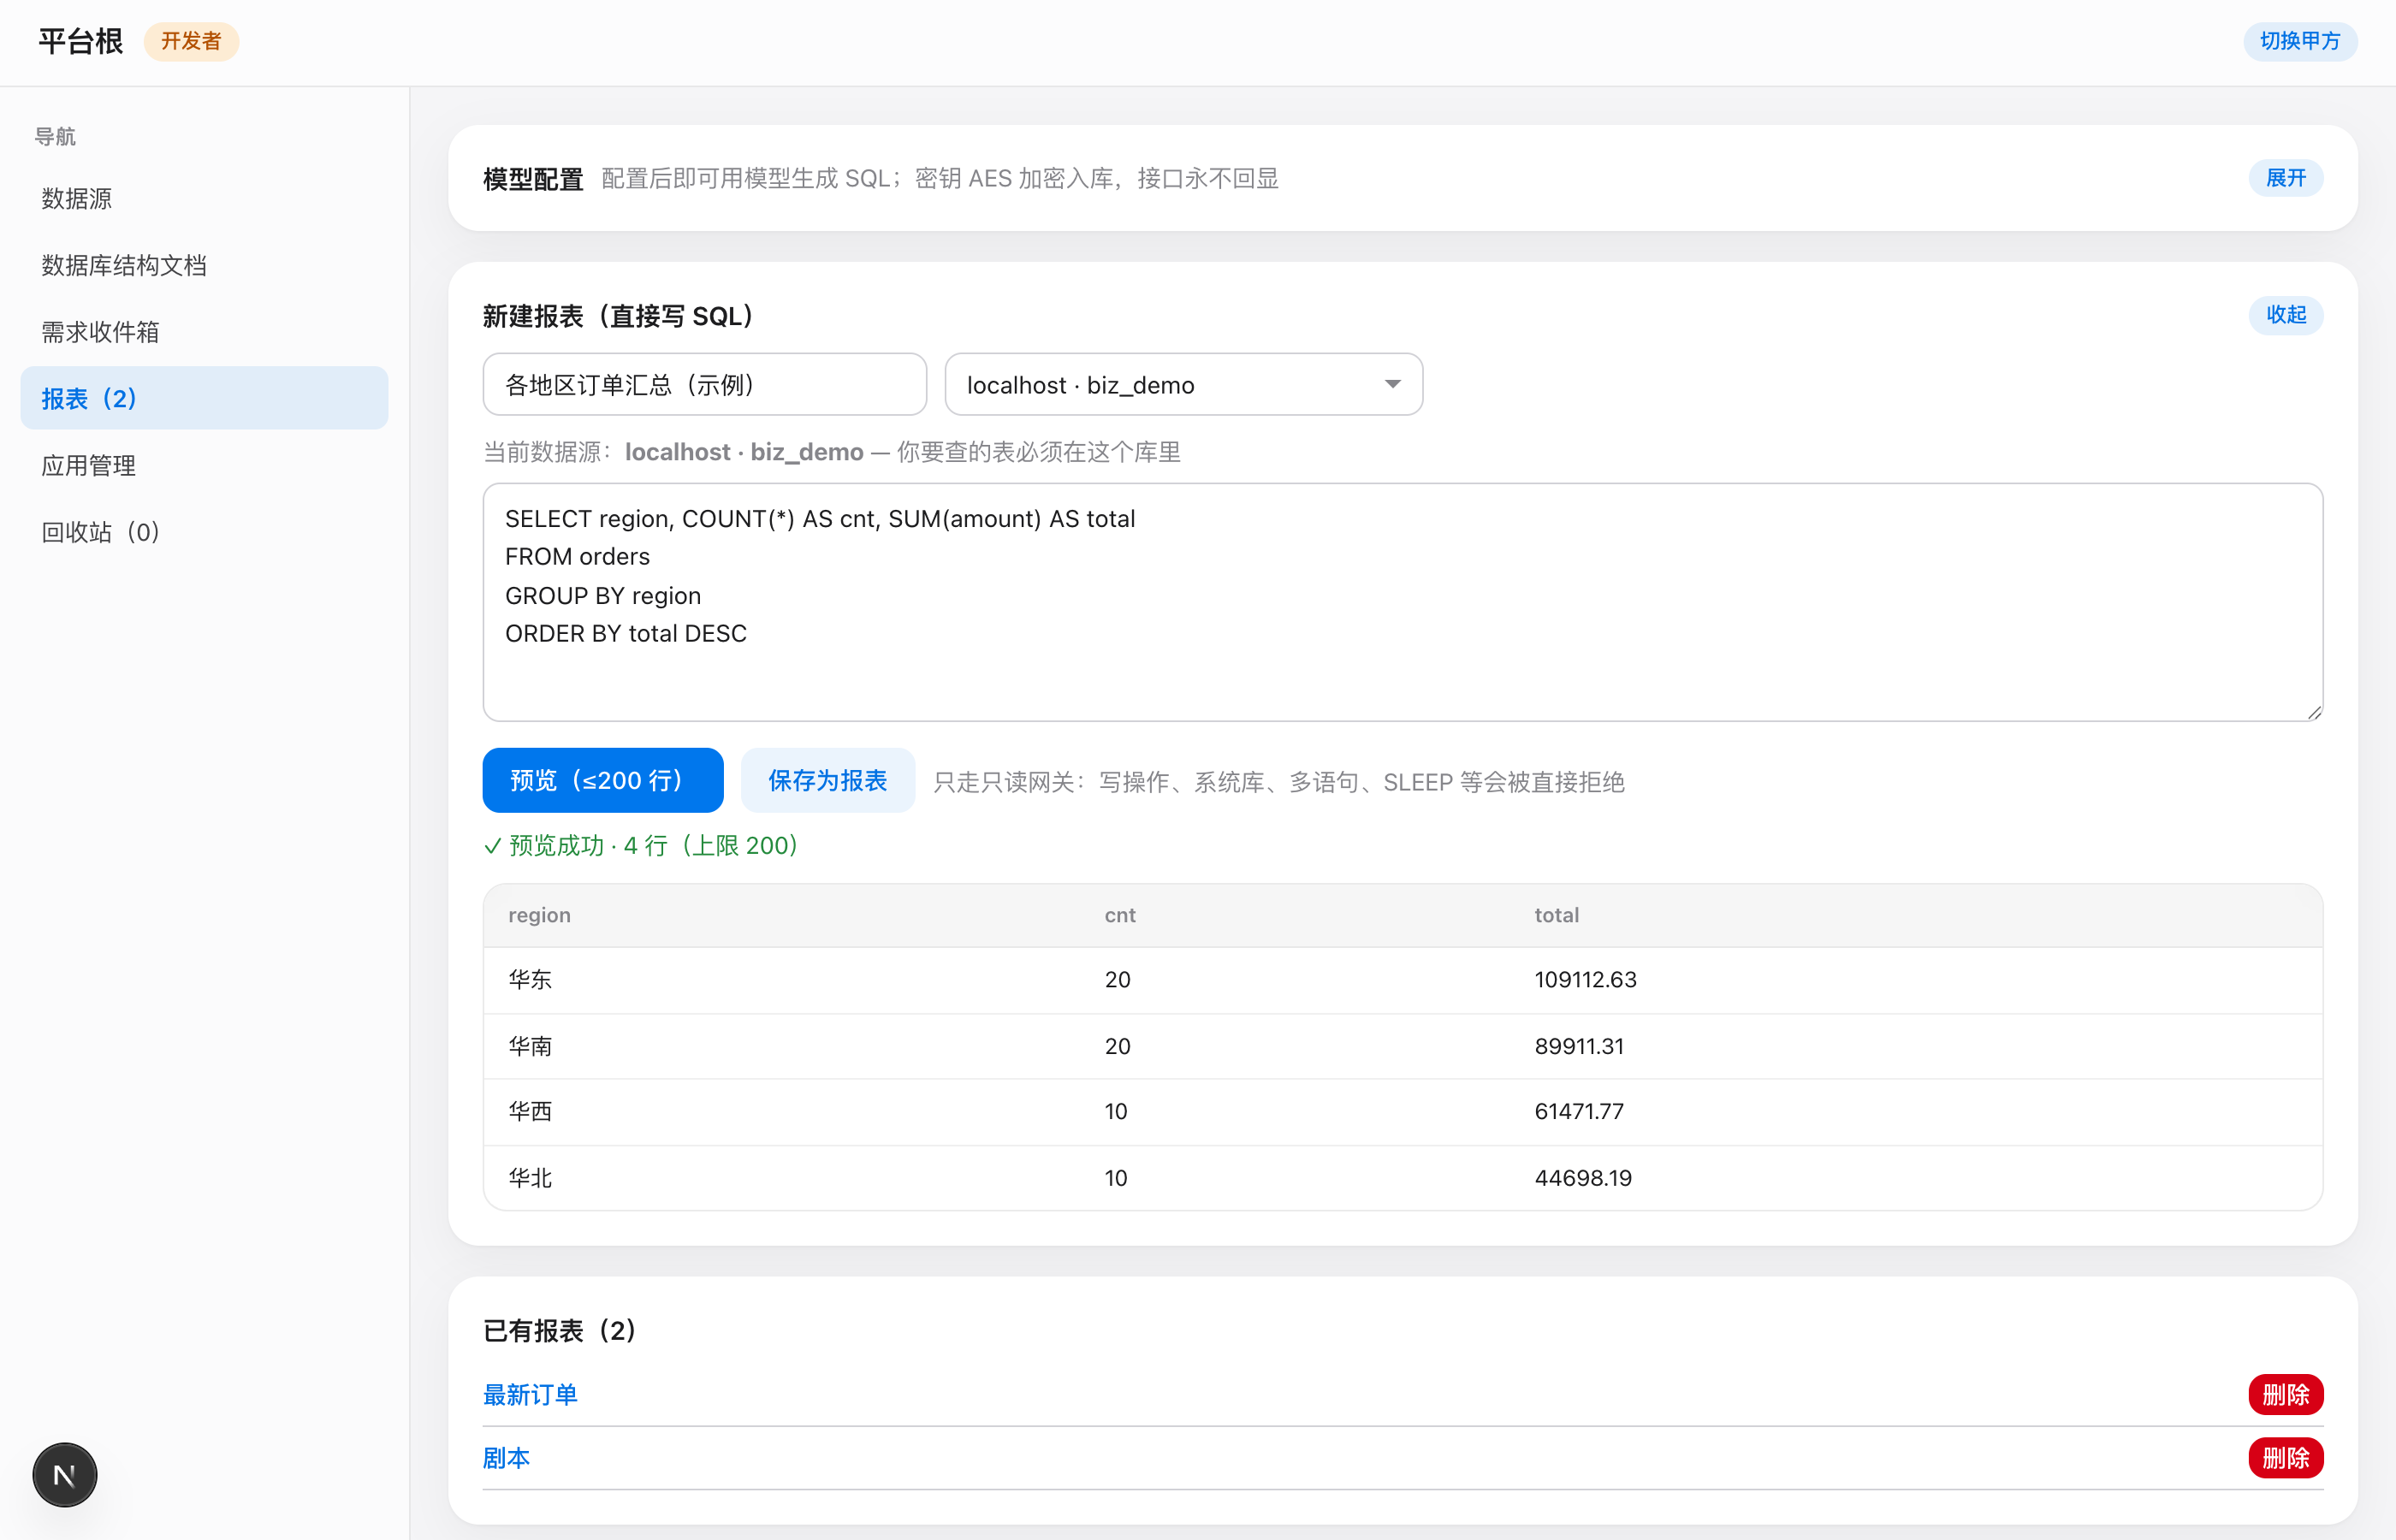 平台根 开发者 切换甲方
导航
数据源
数据库结构文档
需求收件箱
报表（2）
应用管理
回收站（0）
模型配置 配置后即可用模型生成 SQL；密钥 AES 加密入库，接口永不回显 展开
新建报表（直接写 SQL） 收起
各地区订单汇总（示例） localhost · biz_demo
当前数据源：localhost · biz_demo — 你要查的表必须在这个库里
SELECT region, COUNT(*) AS cnt, SUM(amount) AS total
FROM orders
GROUP BY region
ORDER BY total DESC
预览（≤200 行） 保存为报表 只走只读网关：写操作、系统库、多语句、SLEEP 等会被直接拒绝
✓ 预览成功 · 4 行（上限 200）
region cnt total
华东 20 109112.63
华南 20 89911.31
华西 10 61471.77
华北 10 44698.19
已有报表（2）
最新订单 删除
剧本 删除
N